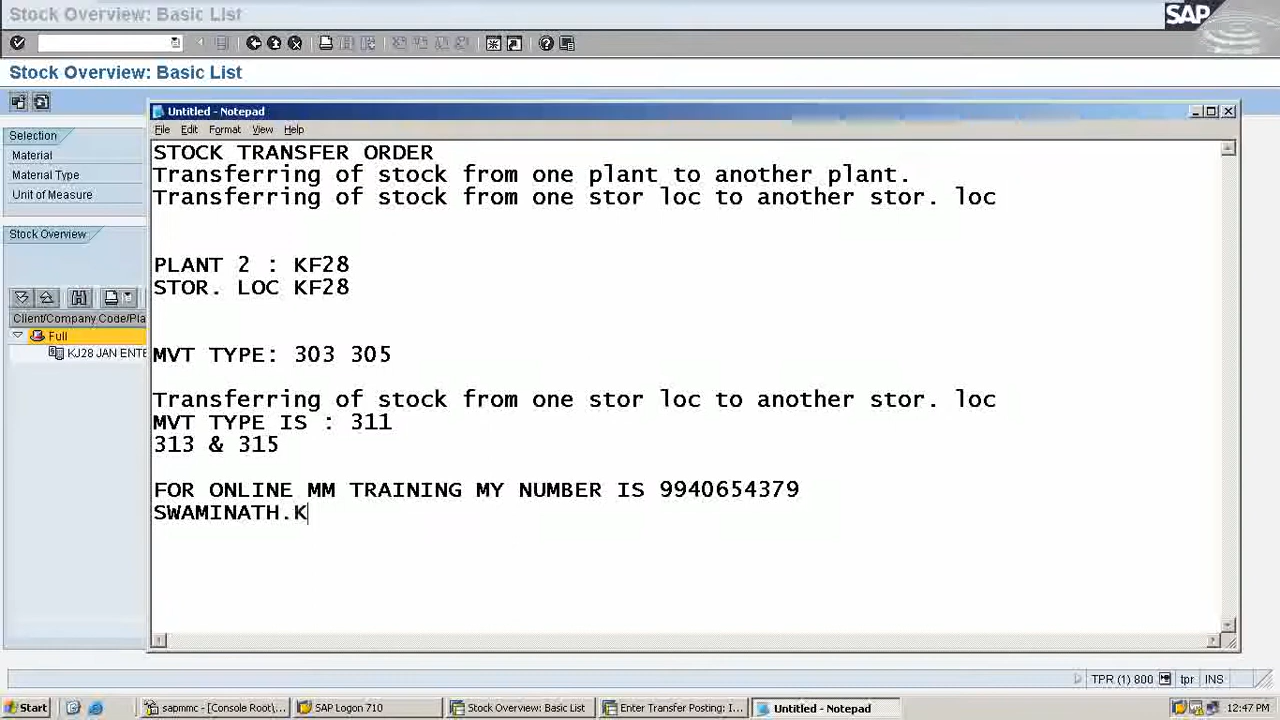 Stock Overview: Basic List
SAP
Stock Overview: Basic List
Selection
Material
Material Type
Unit of Measure
Stock Overview
Client/Company Code/Pla
Full
KJ28 JAN ENTE
Untitled - Notepad
File Edit Format View Help
STOCK TRANSFER ORDER
Transferring of stock from one plant to another plant.
Transferring of stock from one stor loc to another stor. loc
PLANT 2 : KF28
STOR. LOC KF28
MVT TYPE: 303 305
Transferring of stock from one stor loc to another stor. loc
MVT TYPE IS : 311
313 & 315
FOR ONLINE MM TRAINING MY NUMBER IS 9940654379
SWAMINATH.K
TPR (1) 800 tpr INS
Start sapmmc - [Console Root\... SAP Logon 710 Stock Overview: Basic List Enter Transfer Posting: I... Untitled - Notepad 12:47 PM